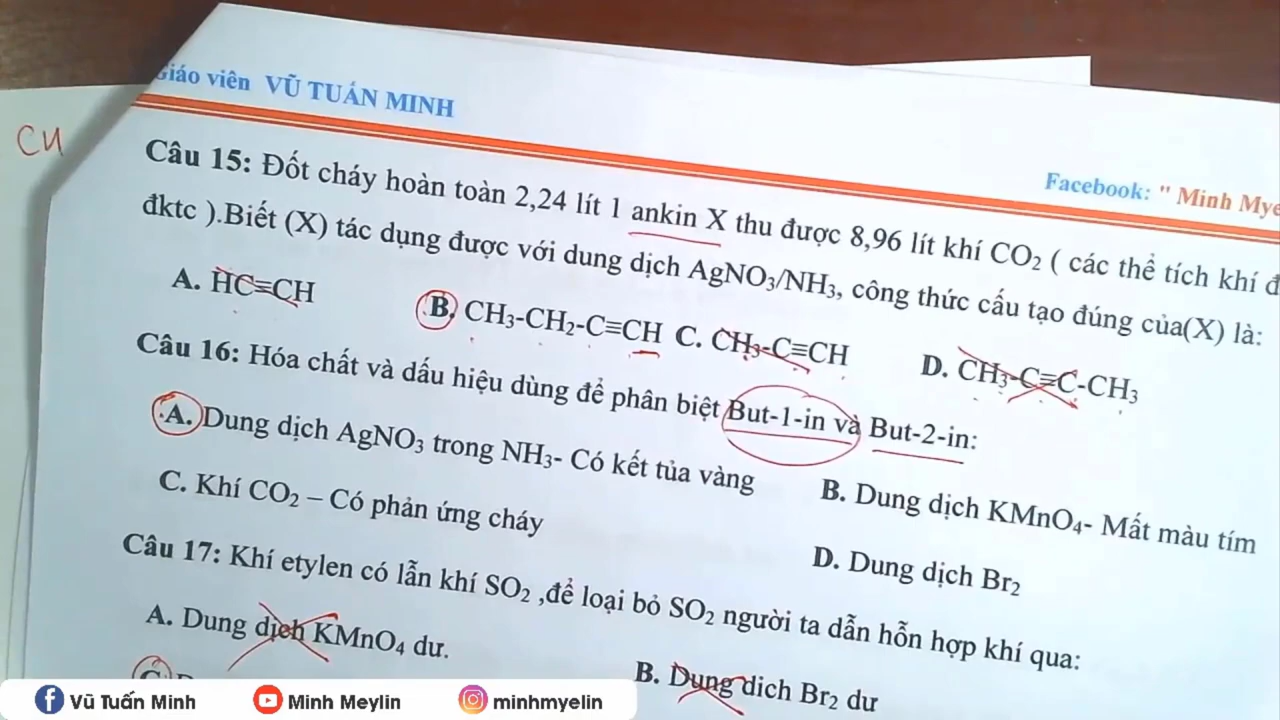 Giáo viên VŨ TUẤN MINH
Facebook: " Minh Mye
CH
Câu 15: Đốt cháy hoàn toàn 2,24 lít 1 ankin X thu được 8,96 lít khí CO₂ ( các thể tích khí đ
đktc ).Biết (X) tác dụng được với dung dịch AgNO₃/NH₃, công thức cấu tạo đúng của(X) là:
A. HC≡CH B. CH₃-CH₂-C≡CH C. CH₃-C≡CH D. CH₃-C≡C-CH₃
Câu 16: Hóa chất và dấu hiệu dùng để phân biệt But-1-in và But-2-in:
A. Dung dịch AgNO₃ trong NH₃- Có kết tủa vàng B. Dung dịch KMnO₄- Mất màu tím
C. Khí CO₂ – Có phản ứng cháy D. Dung dịch Br₂
Câu 17: Khí etylen có lẫn khí SO₂ ,để loại bỏ SO₂ người ta dẫn hỗn hợp khí qua:
A. Dung dịch KMnO₄ dư. B. Dung dich Br₂ dư
Vũ Tuấn Minh Minh Meylin minhmyelin